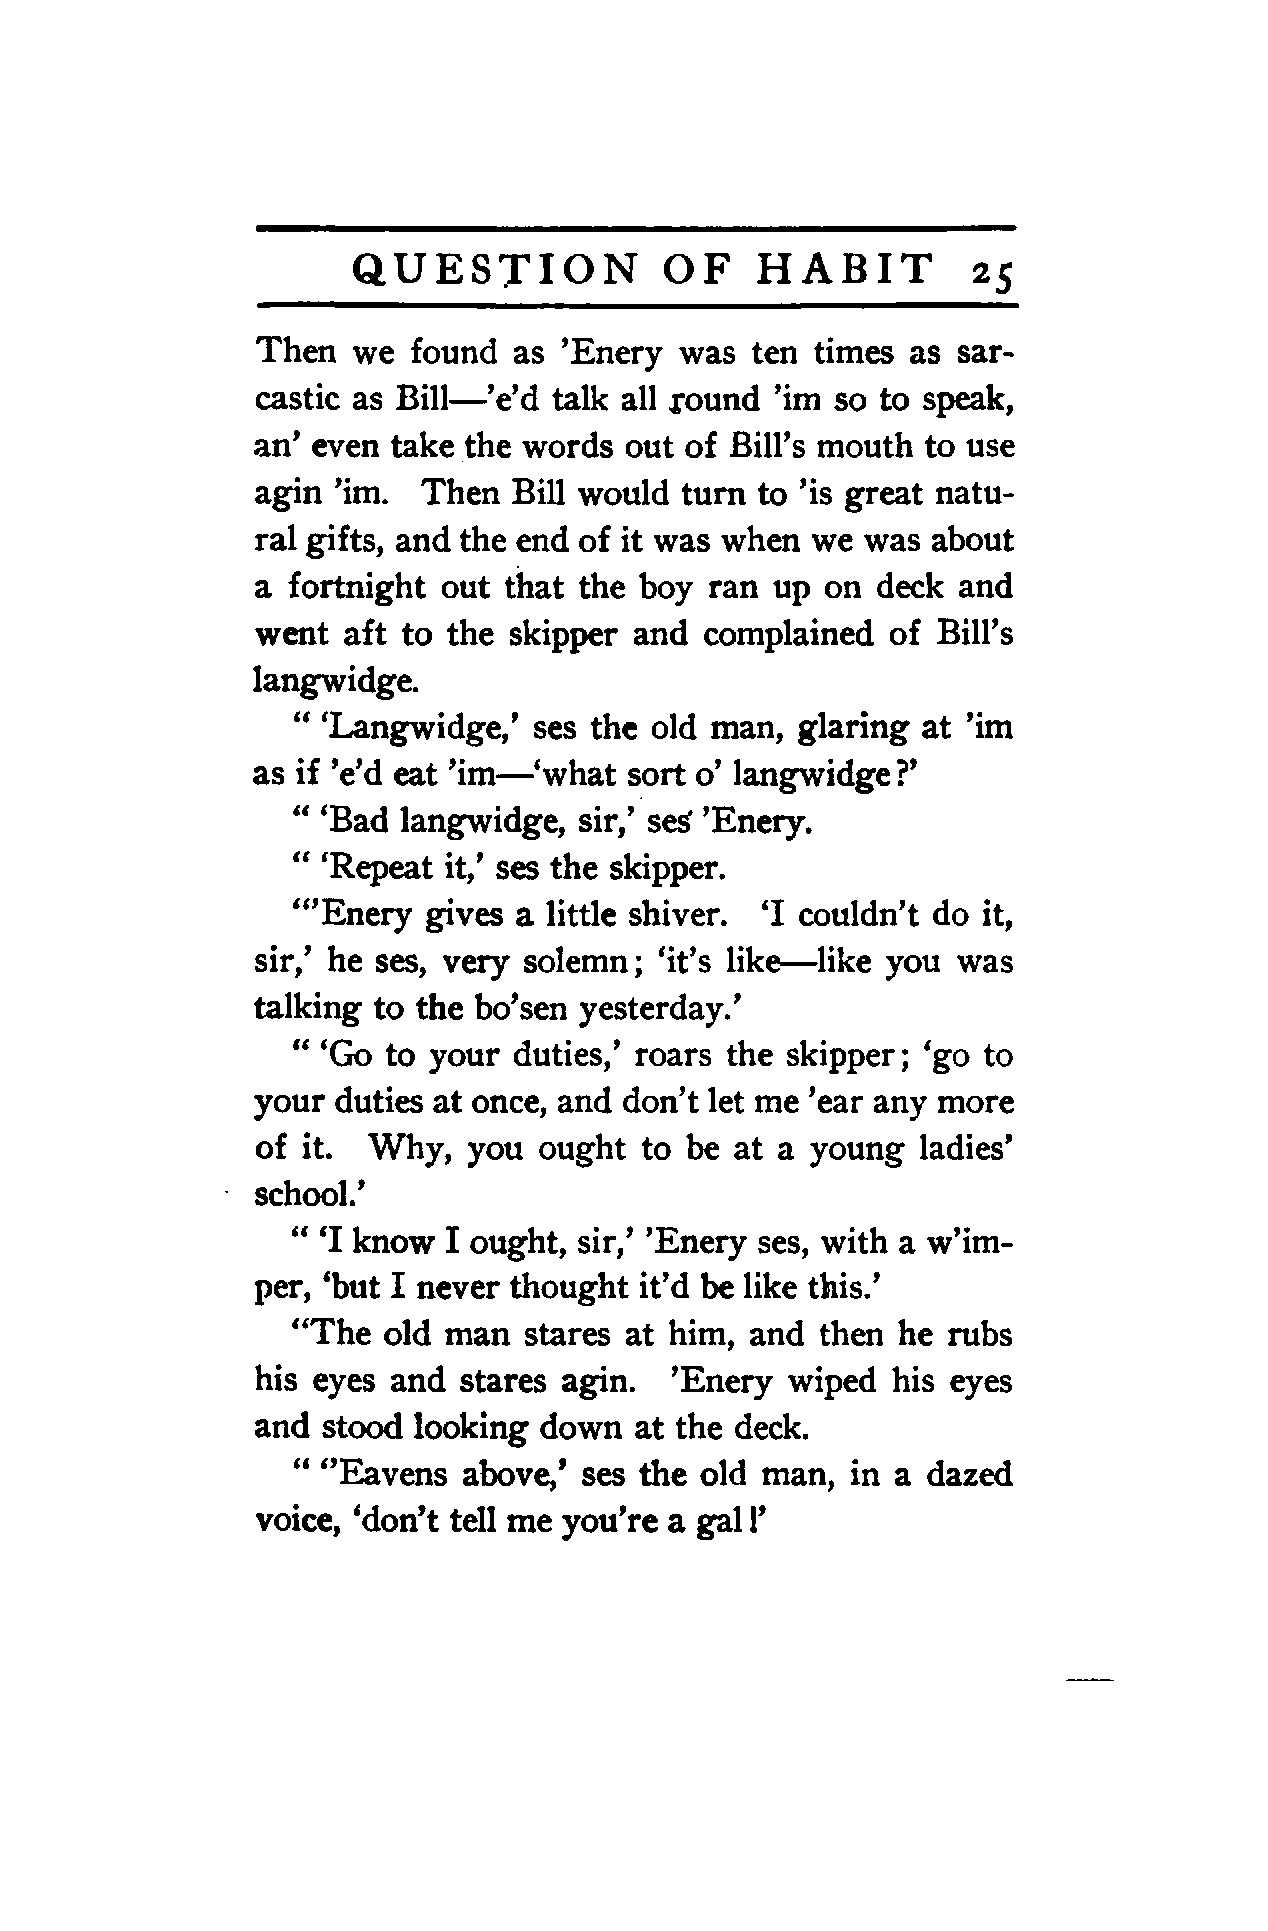 QUESTION OF HABIT 25
Then we found as ’Enery was ten times as sar-
castic as Bill—’e’d talk all round ’im so to speak,
an’ even take the words out of Bill’s mouth to use
agin ’im. Then Bill would turn to ’is great natu-
ral gifts, and the end of it was when we was about
a fortnight out that the boy ran up on deck and
went aft to the skipper and complained of Bill’s
langwidge.
“ ‘Langwidge,’ ses the old man, glaring at ’im
as if ’e’d eat ’im—‘what sort o’ langwidge?’
“ ‘Bad langwidge, sir,’ ses ’Enery.
“ ‘Repeat it,’ ses the skipper.
“’Enery gives a little shiver. ‘I couldn’t do it,
sir,’ he ses, very solemn; ‘it’s like—like you was
talking to the bo’sen yesterday.’
“ ‘Go to your duties,’ roars the skipper; ‘go to
your duties at once, and don’t let me ’ear any more
of it. Why, you ought to be at a young ladies’
school.’
“ ‘I know I ought, sir,’ ’Enery ses, with a w’im-
per, ‘but I never thought it’d be like this.’
“The old man stares at him, and then he rubs
his eyes and stares agin. ’Enery wiped his eyes
and stood looking down at the deck.
“ ‘’Eavens above,’ ses the old man, in a dazed
voice, ‘don’t tell me you’re a gal!’